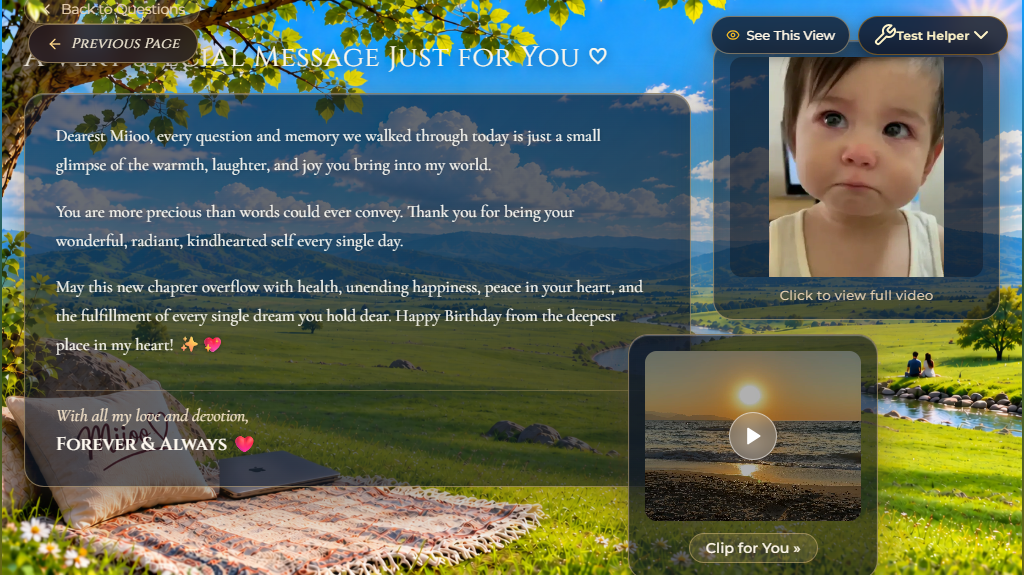 Back to Questions
← Previous Page
A Very Special Message Just for You ♡
See This View
Test Helper
Dearest Miioo, every question and memory we walked through today is just a small
glimpse of the warmth, laughter, and joy you bring into my world.
You are more precious than words could ever convey. Thank you for being your
wonderful, radiant, kindhearted self every single day.
May this new chapter overflow with health, unending happiness, peace in your heart, and
the fulfillment of every single dream you hold dear. Happy Birthday from the deepest
place in my heart! ✨ 💖
With all my love and devotion,
Forever & Always 💗
Miioo
Click to view full video
Clip for You »